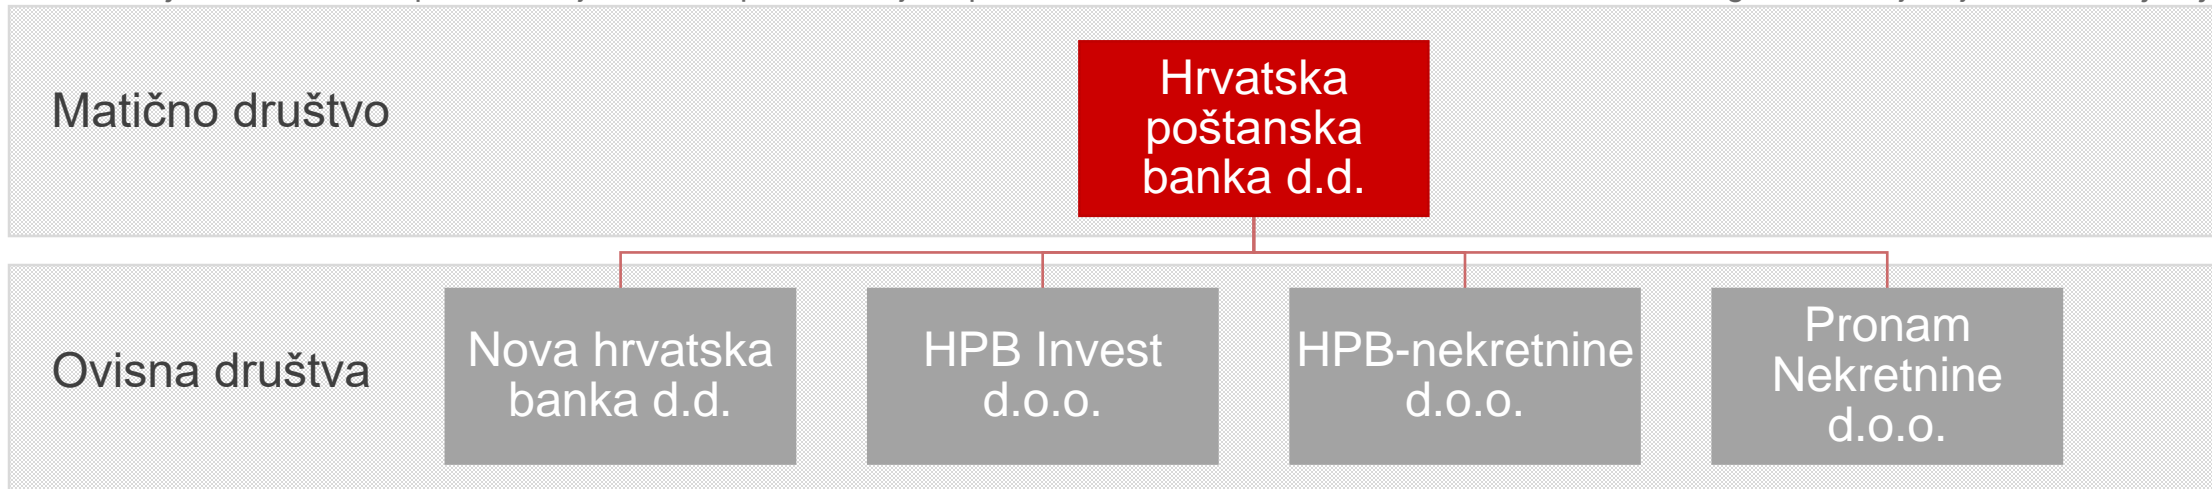 Matično društvo
Hrvatska
poštanska
banka d.d.
Ovisna društva
Nova hrvatska
banka d.d.
HPB Invest
d.o.o.
HPB-nekretnine
d.o.o.
Pronam
Nekretnine
d.o.o.